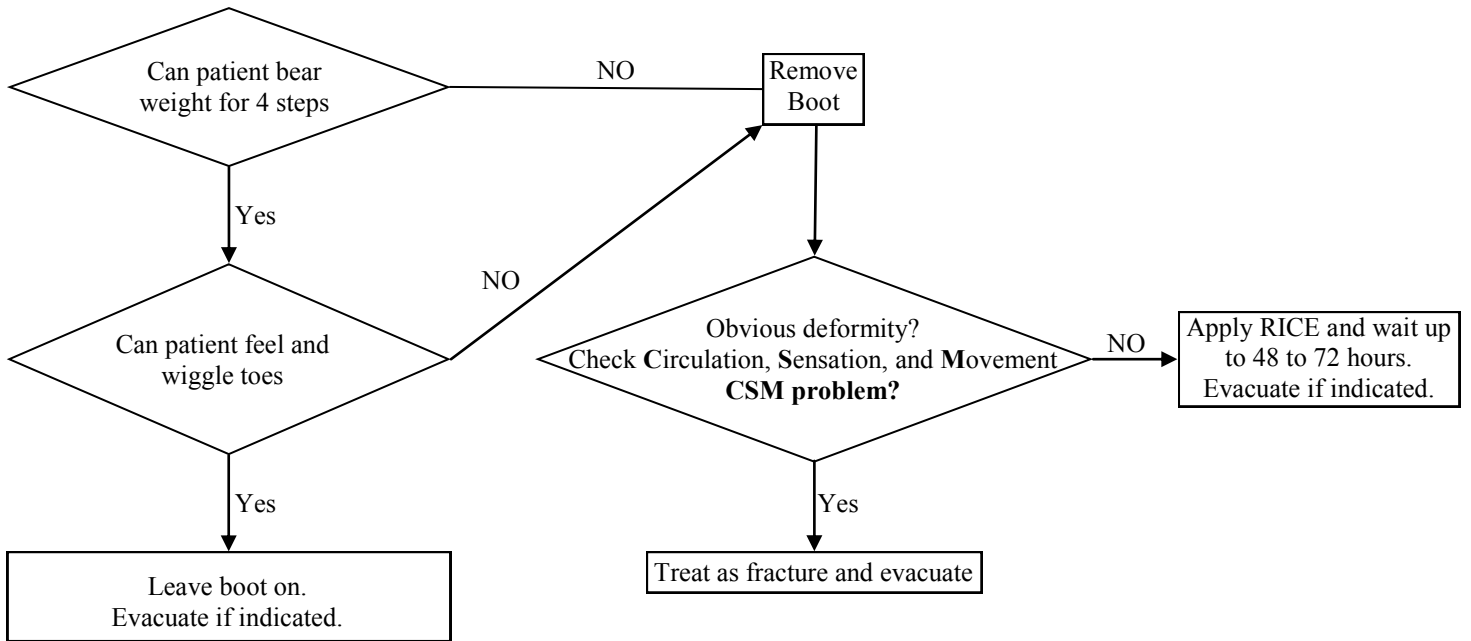 Can patient bear
weight for 4 steps
NO
Remove
Boot
Yes
NO
Can patient feel and
wiggle toes
Obvious deformity?
Check Circulation, Sensation, and Movement
CSM problem?
NO
Apply RICE and wait up
to 48 to 72 hours.
Evacuate if indicated.
Yes
Yes
Leave boot on.
Evacuate if indicated.
Treat as fracture and evacuate